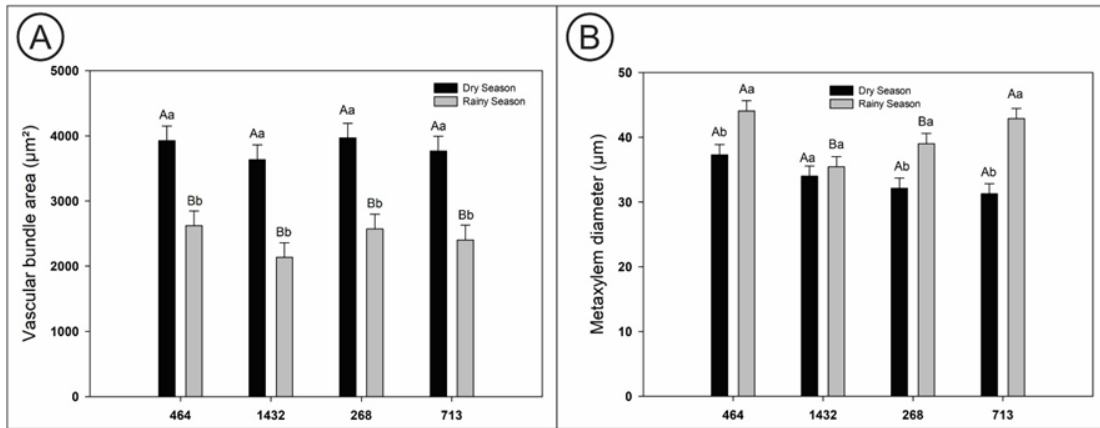 A
Vascular bundle area (µm²)
5000
4000
3000
2000
1000
0
Dry Season
Rainy Season
Aa
Bb
Aa
Bb
Aa
Bb
Aa
Bb
464
1432
268
713
B
Metaxylem diameter (µm)
50
40
30
20
10
0
Dry Season
Rainy Season
Ab
Aa
Aa
Ba
Ab
Ba
Ab
Aa
464
1432
268
713